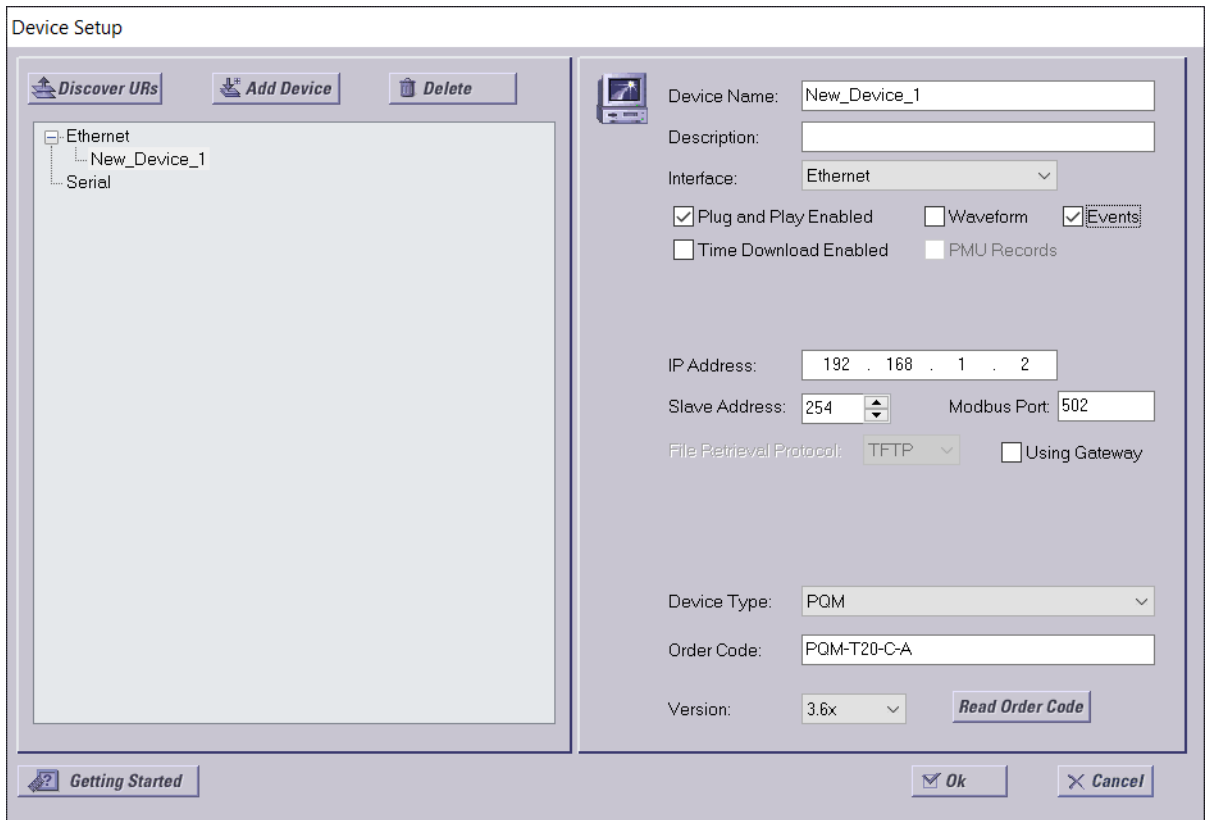 Device Setup
Discover URs Add Device Delete
Ethernet
New_Device_1
Serial
Device Name: New_Device_1
Description:
Interface: Ethernet
Plug and Play Enabled Waveform Events
Time Download Enabled PMU Records
IP Address: 192 . 168 . 1 . 2
Slave Address: 254 Modbus Port: 502
File Retrieval Protocol: TFTP Using Gateway
Device Type: PQM
Order Code: PQM-T20-C-A
Version: 3.6x Read Order Code
Getting Started Ok Cancel